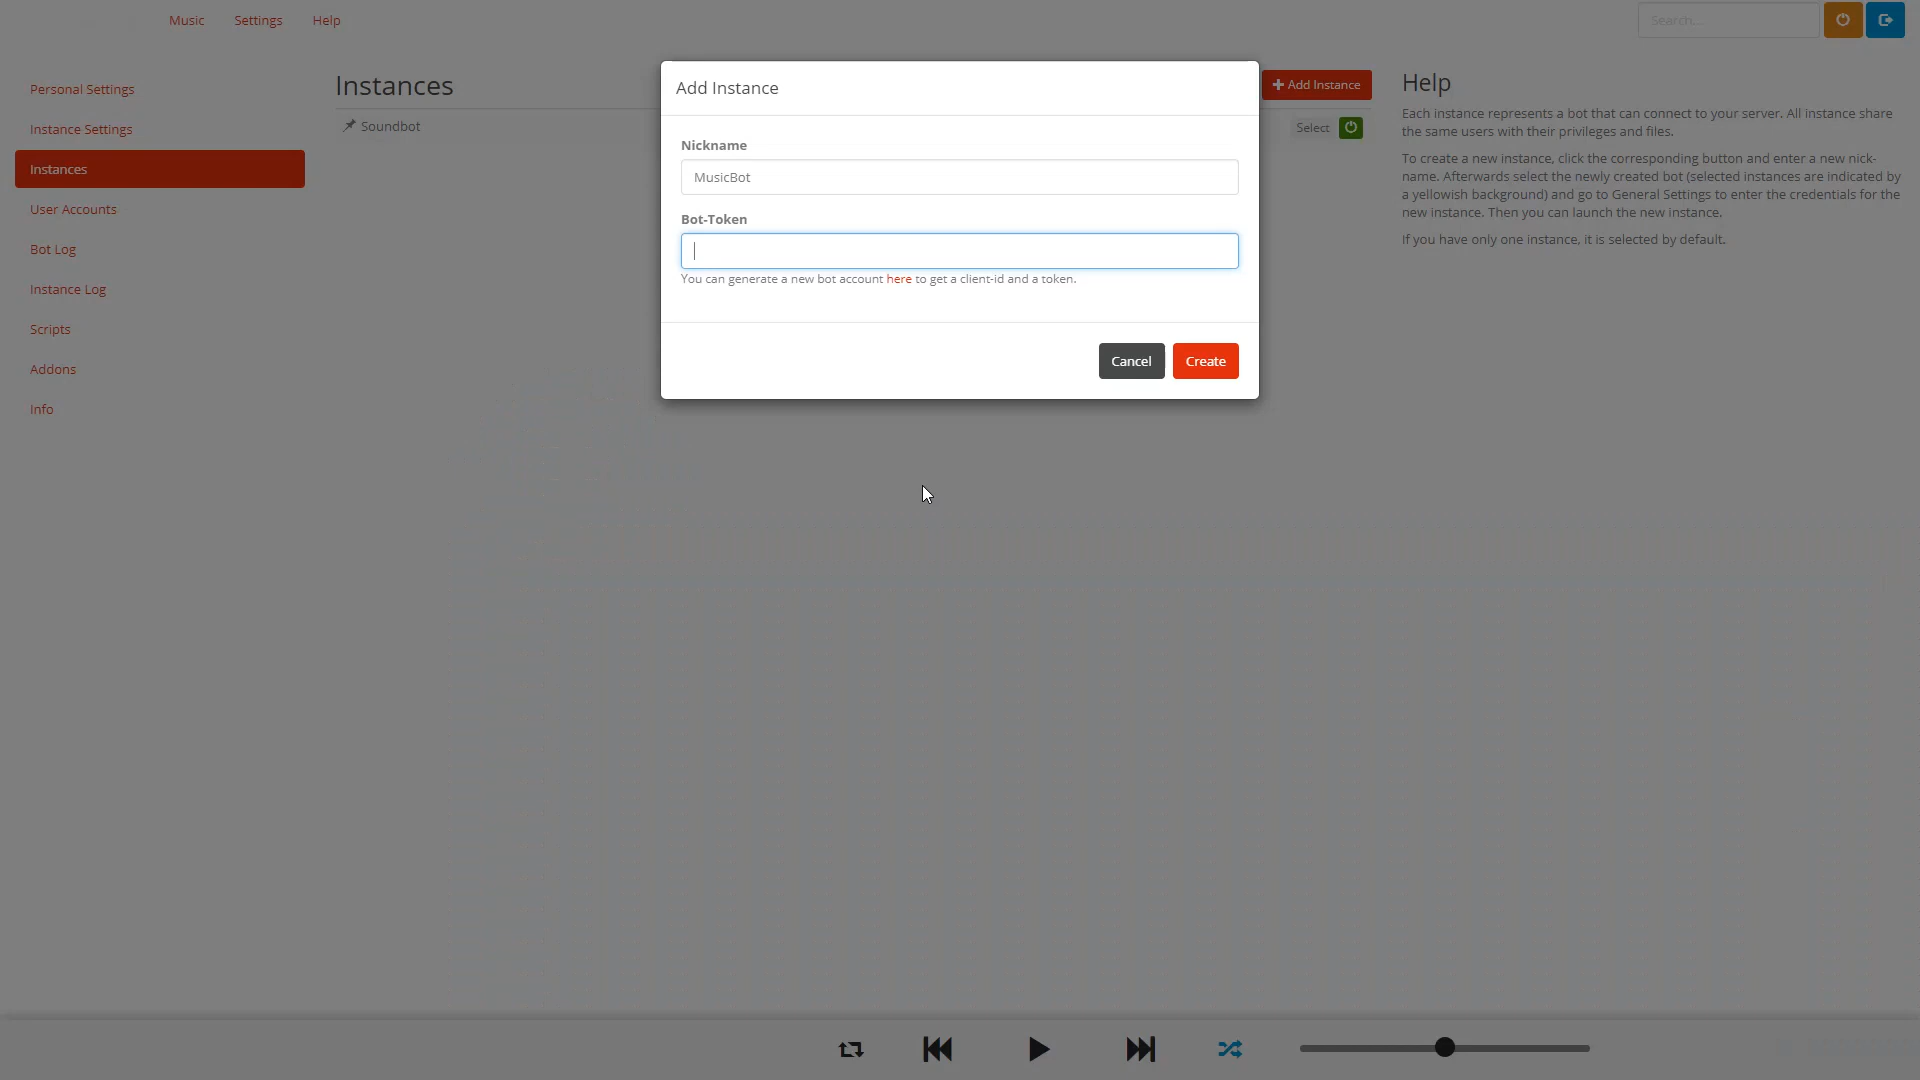 Music Settings Help
Search...
Personal Settings
Instance Settings
Instances
User Accounts
Bot Log
Instance Log
Scripts
Addons
Info
Instances
Add Instance
Soundbot
Select
Add Instance
Nickname
MusicBot
Bot-Token
You can generate a new bot account here to get a client-id and a token.
Cancel Create
Help
Each instance represents a bot that can connect to your server. All instance share
the same users with their privileges and files.
To create a new instance, click the corresponding button and enter a new nick-
name. Afterwards select the newly created bot (selected instances are indicated by
a yellowish background) and go to General Settings to enter the credentials for the
new instance. Then you can launch the new instance.
If you have only one instance, it is selected by default.